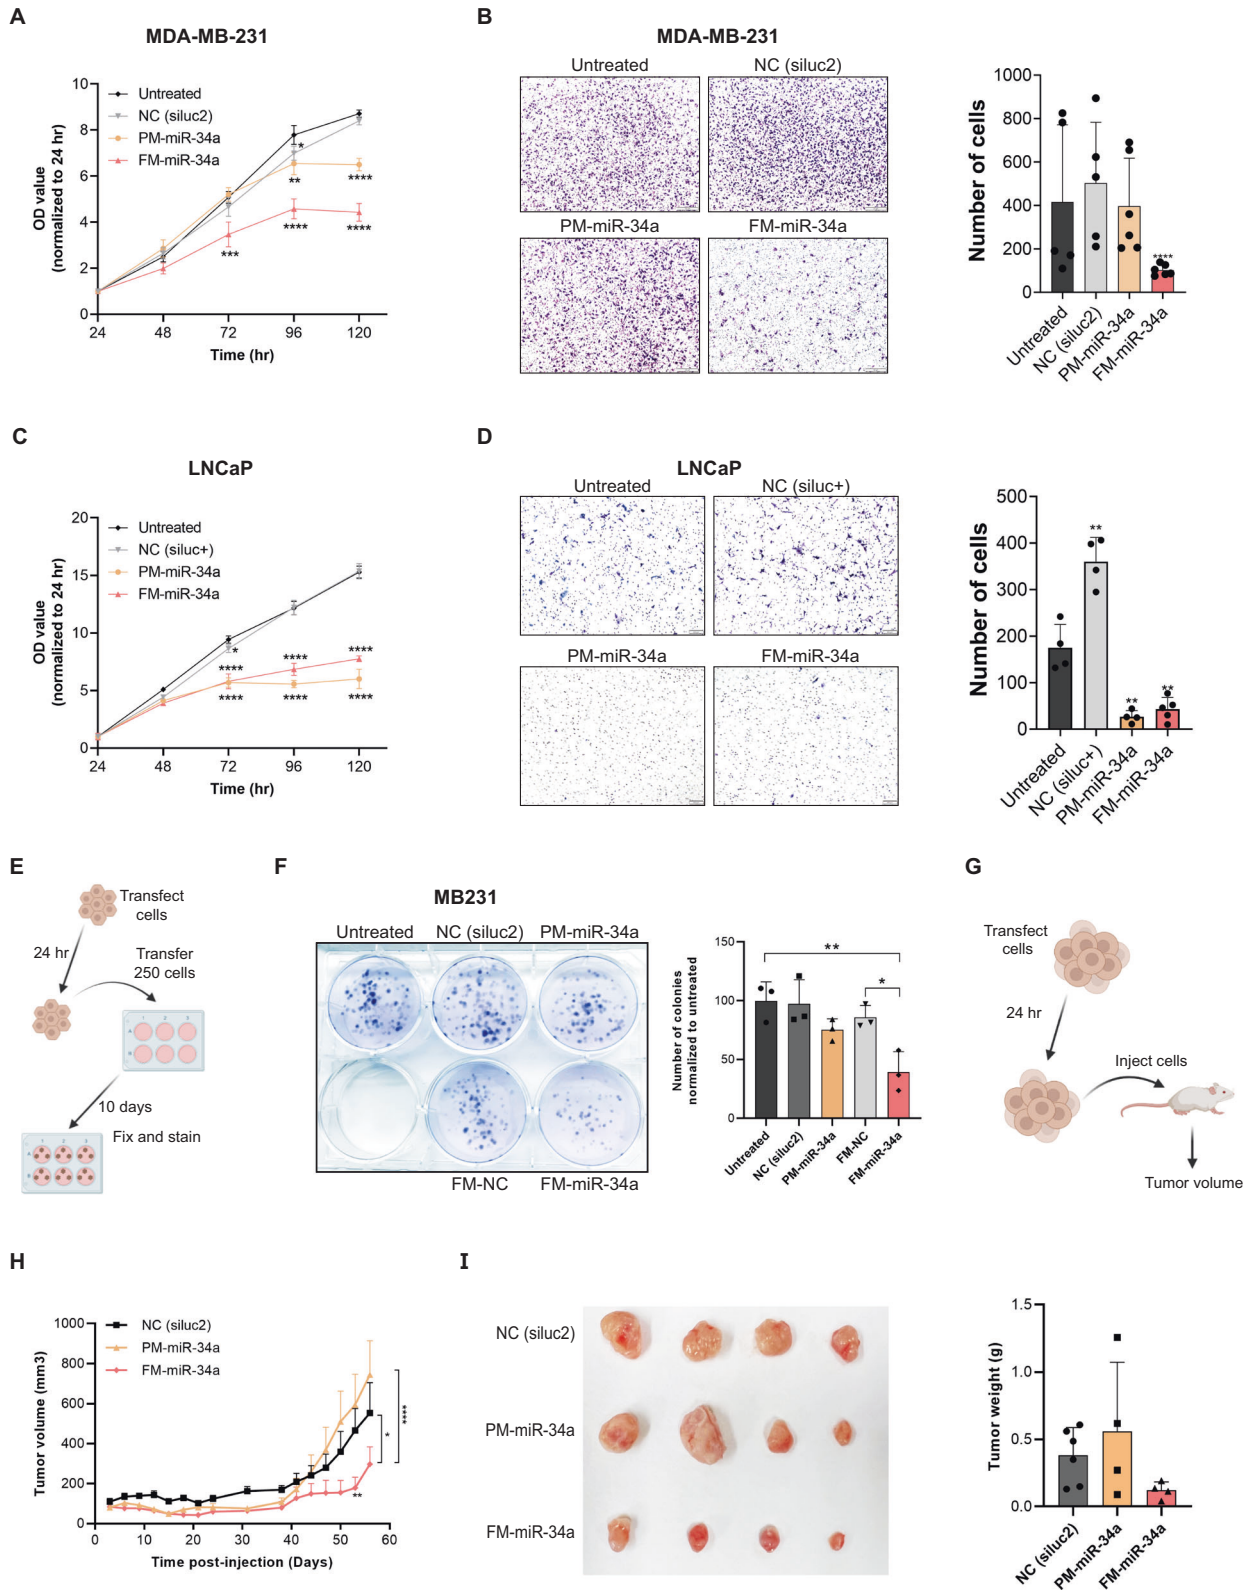 A
MDA-MB-231
Untreated
NC (siluc2)
PM-miR-34a
FM-miR-34a
OD value
(normalized to 24 hr)
10
8
6
4
2
0
*
**
****
***
****
****
24
48
72
96
120
Time (hr)
B
MDA-MB-231
Untreated
NC (siluc2)
PM-miR-34a
FM-miR-34a
Number of cells
1000
800
600
400
200
0
****
Untreated
NC (siluc2)
PM-miR-34a
FM-miR-34a
C
LNCaP
Untreated
NC (siluc+)
PM-miR-34a
FM-miR-34a
OD value
(normalized to 24 hr)
20
15
10
5
0
*
****
****
****
****
****
****
24
48
72
96
120
Time (hr)
D
LNCaP
Untreated
NC (siluc+)
PM-miR-34a
FM-miR-34a
Number of cells
500
400
300
200
100
0
**
**
**
Untreated
NC (siluc+)
PM-miR-34a
FM-miR-34a
E
Transfect
cells
24 hr
Transfer
250 cells
10 days
Fix and stain
F
MB231
Untreated
NC (siluc2)
PM-miR-34a
FM-NC
FM-miR-34a
Number of colonies
normalized to untreated
150
100
50
0
**
*
Untreated
NC (siluc2)
PM-miR-34a
FM-NC
FM-miR-34a
G
Transfect
cells
24 hr
Inject cells
Tumor volume
H
NC (siluc2)
PM-miR-34a
FM-miR-34a
Tumor volume (mm3)
1000
800
600
400
200
0
**
*
****
0
10
20
30
40
50
60
Time post-injection (Days)
I
NC (siluc2)
PM-miR-34a
FM-miR-34a
Tumor weight (g)
1.5
1.0
0.5
0.0
NC (siluc2)
PM-miR-34a
FM-miR-34a